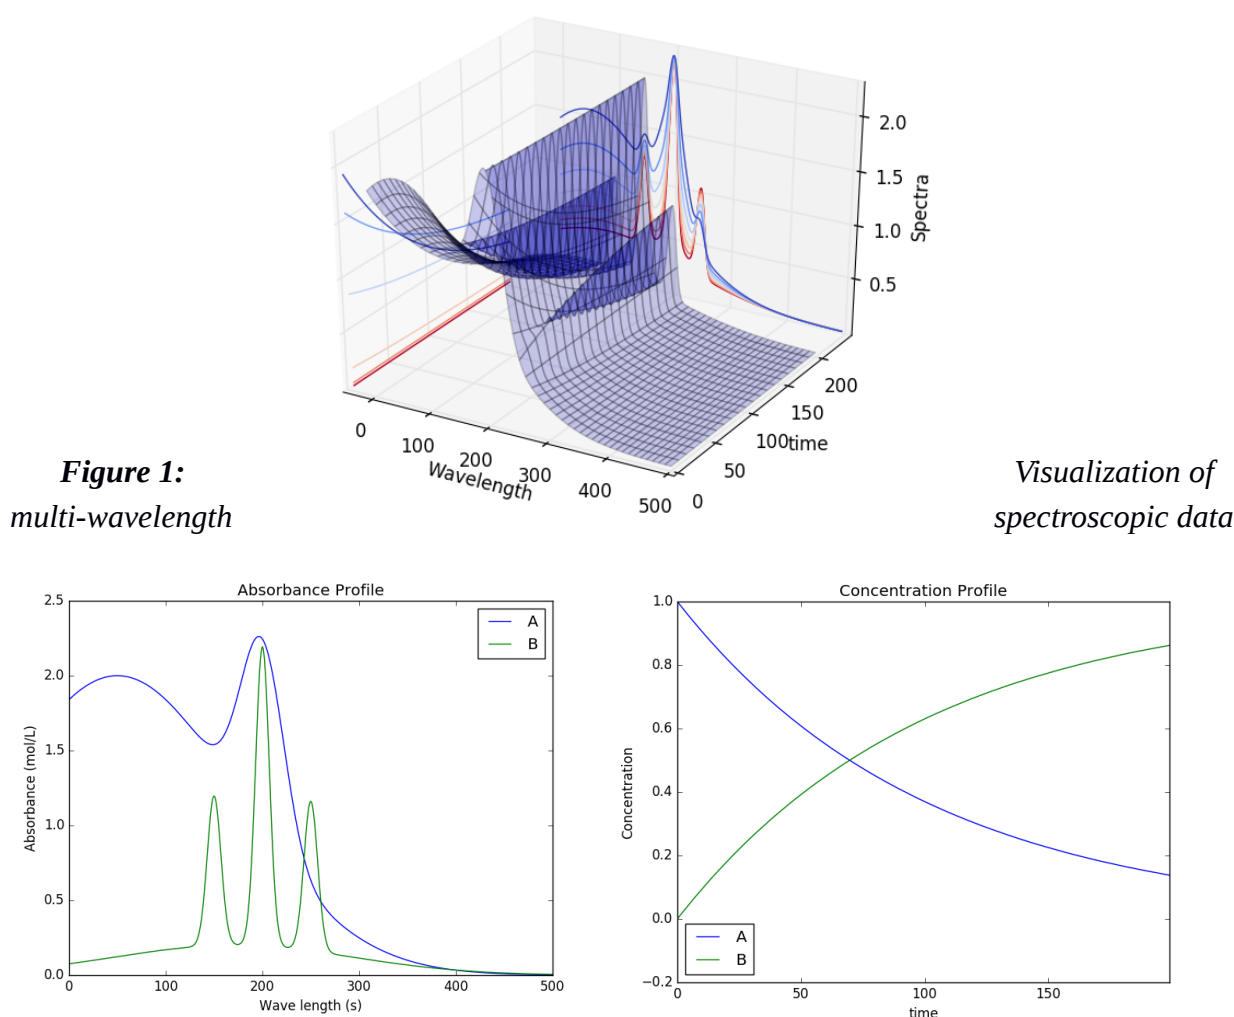 2.0
1.5
Spectra
1.0
0.5
200
150
100
time
50
0
0
100
200
300
400
500
Wavelength
Figure 1:
Visualization of
multi-wavelength
spectroscopic data
Absorbance Profile
2.5
2.0
1.5
1.0
0.5
0.0
Absorbance (mol/L)
A
B
0
100
200
300
400
500
Wave length (s)
Concentration Profile
1.0
0.8
0.6
0.4
0.2
0.0
−0.2
Concentration
A
B
0
50
100
150
time